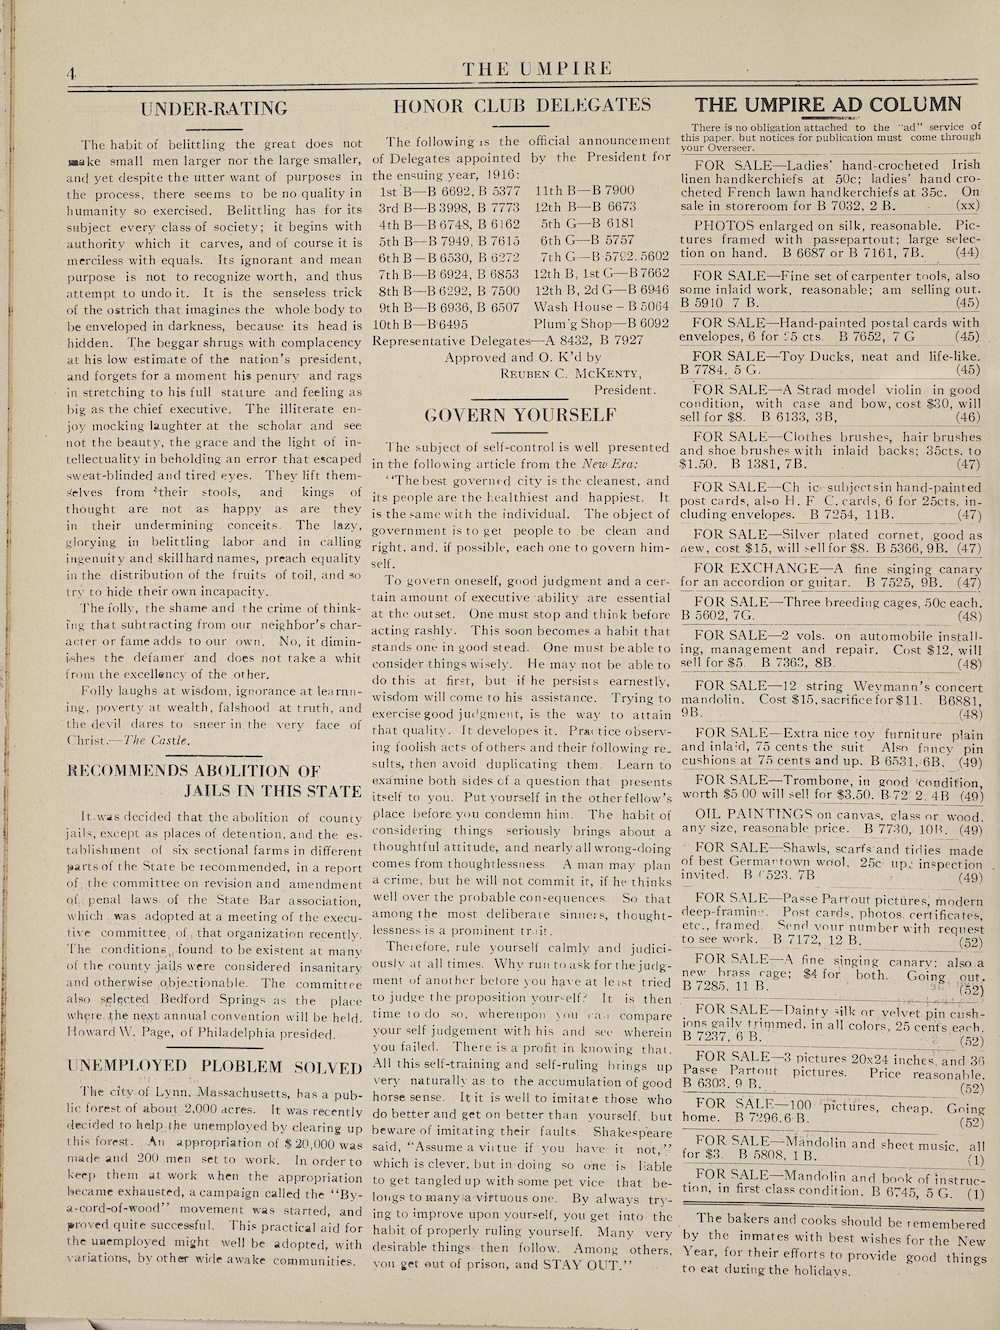 4
THE UMPIRE
UNDER-RATING
The habit of belittling the great does not
make small men larger nor the large smaller,
and yet despite the utter want of purposes in
the process, there seems to be no quality in
humanity so exercised. Belittling has for its
subject every class of society; it begins with
authority which it carves, and of course it is
merciless with equals. Its ignorant and mean
purpose is not to recognize worth, and thus
attempt to undo it. It is the senseless trick
of the ostrich that imagines the whole body to
be enveloped in darkness, because its head is
hidden. The beggar shrugs with complacency
at his low estimate of the nation's president,
and forgets for a moment his penury and rags
in stretching to his full stature and feeling as
big as the chief executive. The illiterate en-
joy mocking laughter at the scholar and see
not the beauty, the grace and the light of in-
tellectuality in beholding an error that escaped
sweat-blinded and tired eyes. They lift them-
selves from their stools, and kings of
thought are not as happy as are they
in their undermining conceits. The lazy,
glorying in belittling labor and in calling
ingenuity and skill hard names, preach equality
in the distribution of the fruits of toil, and so
try to hide their own incapacity.
The folly, the shame and the crime of think-
ing that subtracting from our neighbor's char-
acter or fame adds to our own. No, it dimin-
ishes the defamer and does not take a whit
from the excellency of the other.
Folly laughs at wisdom, ignorance at learnn-
ing, poverty at wealth, falshood at truth, and
the devil dares to sneer in the very face of
Christ.—The Castle.
RECOMMENDS ABOLITION OF
JAILS IN THIS STATE
It was decided that the abolition of county
jails, except as places of detention, and the es-
tablishment of six sectional farms in different
parts of the State be recommended, in a report
of the committee on revision and amendment
of penal laws of the State Bar association,
which was adopted at a meeting of the execu-
tive committee of that organization recently.
The conditions found to be existent at many
of the county jails were considered insanitary
and otherwise objectionable. The committee
also selected Bedford Springs as the place
where the next annual convention will be held.
Howard W. Page, of Philadelphia presided.
UNEMPLOYED PLOBLEM SOLVED
The city of Lynn, Massachusetts, has a pub-
lic forest of about 2,000 acres. It was recently
decided to help the unemployed by clearing up
this forest. An appropriation of $20,000 was
made and 200 men set to work. In order to
keep them at work when the appropriation
became exhausted, a campaign called the "By-
a-cord-of-wood" movement was started, and
proved quite successful. This practical aid for
the unemployed might well be adopted, with
variations, by other wide awake communities.
HONOR CLUB DELEGATES
The following is the official announcement
of Delegates appointed by the President for
the ensuing year, 1916:
1st B—B 6692, B 5377 11th B—B 7900
3rd B—B 3998, B 7773 12th B—B 6673
4th B—B 6748, B 6162 5th G—B 6181
5th B—B 7949, B 7615 6th G—B 5757
6th B—B 6530, B 6272 7th G—B 5792. 5602
7th B—B 6924, B 6853 12th B, 1st G—B 7662
8th B—B 6292, B 7500 12th B, 2d G—B 6946
9th B—B 6936, B 6507 Wash House—B 5064
10th B—B 6495 Plum'g Shop—B 6092
Representative Delegates—A 8432, B 7927
Approved and O. K'd by
REUBEN C. MCKENTY,
President.
GOVERN YOURSELF
The subject of self-control is well presented
in the following article from the New Era:
"The best governed city is the cleanest, and
its people are the healthiest and happiest. It
is the same with the individual. The object of
government is to get people to be clean and
right, and, if possible, each one to govern him-
self.
To govern oneself, good judgment and a cer-
tain amount of executive ability are essential
at the outset. One must stop and think before
acting rashly. This soon becomes a habit that
stands one in good stead. One must be able to
consider things wisely. He may not be able to
do this at first, but if he persists earnestly,
wisdom will come to his assistance. Trying to
exercise good judgment, is the way to attain
that quality. It developes it. Practice observ-
ing foolish acts of others and their following re-
sults, then avoid duplicating them. Learn to
examine both sides of a question that presents
itself to you. Put yourself in the other fellow's
place before you condemn him. The habit of
considering things seriously brings about a
thoughtful attitude, and nearly all wrong-doing
comes from thoughtlessness. A man may plan
a crime, but he will not commit it, if he thinks
well over the probable consequences. So that
among the most deliberate sinners, thought-
lessness is a prominent trait.
Therefore, rule yourself calmly and judici-
ously at all times. Why run to ask for the judg-
ment of another before you have at least tried
to judge the proposition yourself? It is then
time to do so, whereupon you can compare
your self judgement with his and see wherein
you failed. There is a profit in knowing that.
All this self-training and self-ruling brings up
very naturally as to the accumulation of good
horse sense. It it is well to imitate those who
do better and get on better than yourself, but
beware of imitating their faults. Shakespeare
said, "Assume a virtue if you have it not,"
which is clever, but in doing so one is liable
to get tangled up with some pet vice that be-
longs to many a virtuous one. By always try-
ing to improve upon yourself, you get into the
habit of properly ruling yourself. Many very
desirable things then follow. Among others,
you get out of prison, and STAY OUT."
THE UMPIRE AD COLUMN
There is no obligation attached to the "ad" service of
this paper, but notices for publication must come through
your Overseer.
FOR SALE—Ladies' hand-crocheted Irish
linen handkerchiefs at 50c; ladies' hand cro-
cheted French lawn handkerchiefs at 35c. On
sale in storeroom for B 7032, 2 B. (xx)
PHOTOS enlarged on silk, reasonable. Pic-
tures framed with passepartout; large selec-
tion on hand. B 6687 or B 7161, 7B. (44)
FOR SALE—Fine set of carpenter tools, also
some inlaid work, reasonable; am selling out.
B 5910 7 B. (45)
FOR SALE—Hand-painted postal cards with
envelopes, 6 for 5 cts. B 7652, 7 G (45)
FOR SALE—Toy Ducks, neat and life-like.
B 7784, 5 G. (45)
FOR SALE—A Strad model violin in good
condition, with case and bow, cost $30, will
sell for $8. B 6133, 3B, (46)
FOR SALE—Clothes brushes, hair brushes
and shoe brushes with inlaid backs; 35cts. to
$1.50. B 1381, 7B. (47)
FOR SALE—Ch ic subjects in hand-painted
post cards, also H. F C. cards, 6 for 25cts. in-
cluding envelopes. B 7254, 11B. (47)
FOR SALE—Silver plated cornet, good as
new, cost $15, will sell for $8. B 5366, 9B. (47)
FOR EXCHANGE—A fine singing canary
for an accordion or guitar. B 7525, 9B. (47)
FOR SALE—Three breeding cages, 50c each.
B 5602, 7G. (48)
FOR SALE—2 vols. on automobile install-
ing, management and repair. Cost $12, will
sell for $5. B 7363, 8B. (48)
FOR SALE—12 string Weymann's concert
mandolin. Cost $15, sacrifice for $11. B6881,
9B. (48)
FOR SALE—Extra nice toy furniture plain
and inlaid, 75 cents the suit Also fancy pin
cushions at 75 cents and up. B 6531, 6B. (49)
FOR SALE—Trombone, in good condition,
worth $5 00 will sell for $3.50. B 72 2, 4B (49)
OIL PAINTINGS on canvas, glass or wood,
any size, reasonable price. B 7730, 10B. (49)
FOR SALE—Shawls, scarfs and tidies made
of best Germantown wool, 25c up; inspection
invited. B 6523. 7B (49)
FOR SALE—Passe Partout pictures, modern
deep-framing. Post cards, photos, certificates,
etc., framed. Send your number with request
to see work. B 7172, 12 B. (52)
FOR SALE—A fine singing canary; also a
new brass cage; $4 for both. Going out.
B 7285, 11 B. (52)
FOR SALE—Dainty silk or velvet pin cush-
ions gaily trimmed, in all colors, 25 cents each.
B 7237, 6 B. (52)
FOR SALE—3 pictures 20x24 inches, and 36
Passe Partout pictures. Price reasonable.
B 6303, 9 B. (52)
FOR SALE—100 pictures, cheap. Going
home. B 7296, 6 B. (52)
FOR SALE—Mandolin and sheet music, all
for $3. B 5808, 1 B. (1)
FOR SALE—Mandolin and book of instruc-
tion, in first class condition. B 6745, 5 G. (1)
The bakers and cooks should be remembered
by the inmates with best wishes for the New
Year, for their efforts to provide good things
to eat during the holidays.